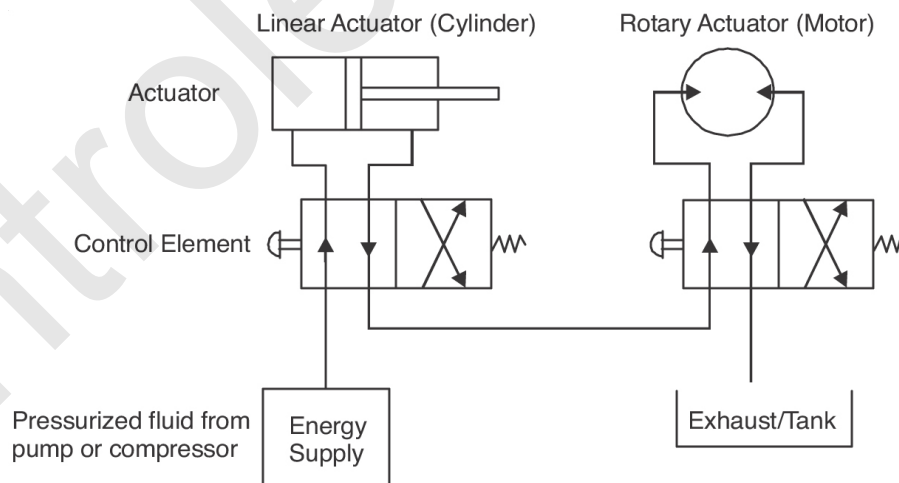 Linear Actuator (Cylinder)
Rotary Actuator (Motor)
Actuator
Control Element
Pressurized fluid from
pump or compressor
Energy
Supply
Exhaust/Tank